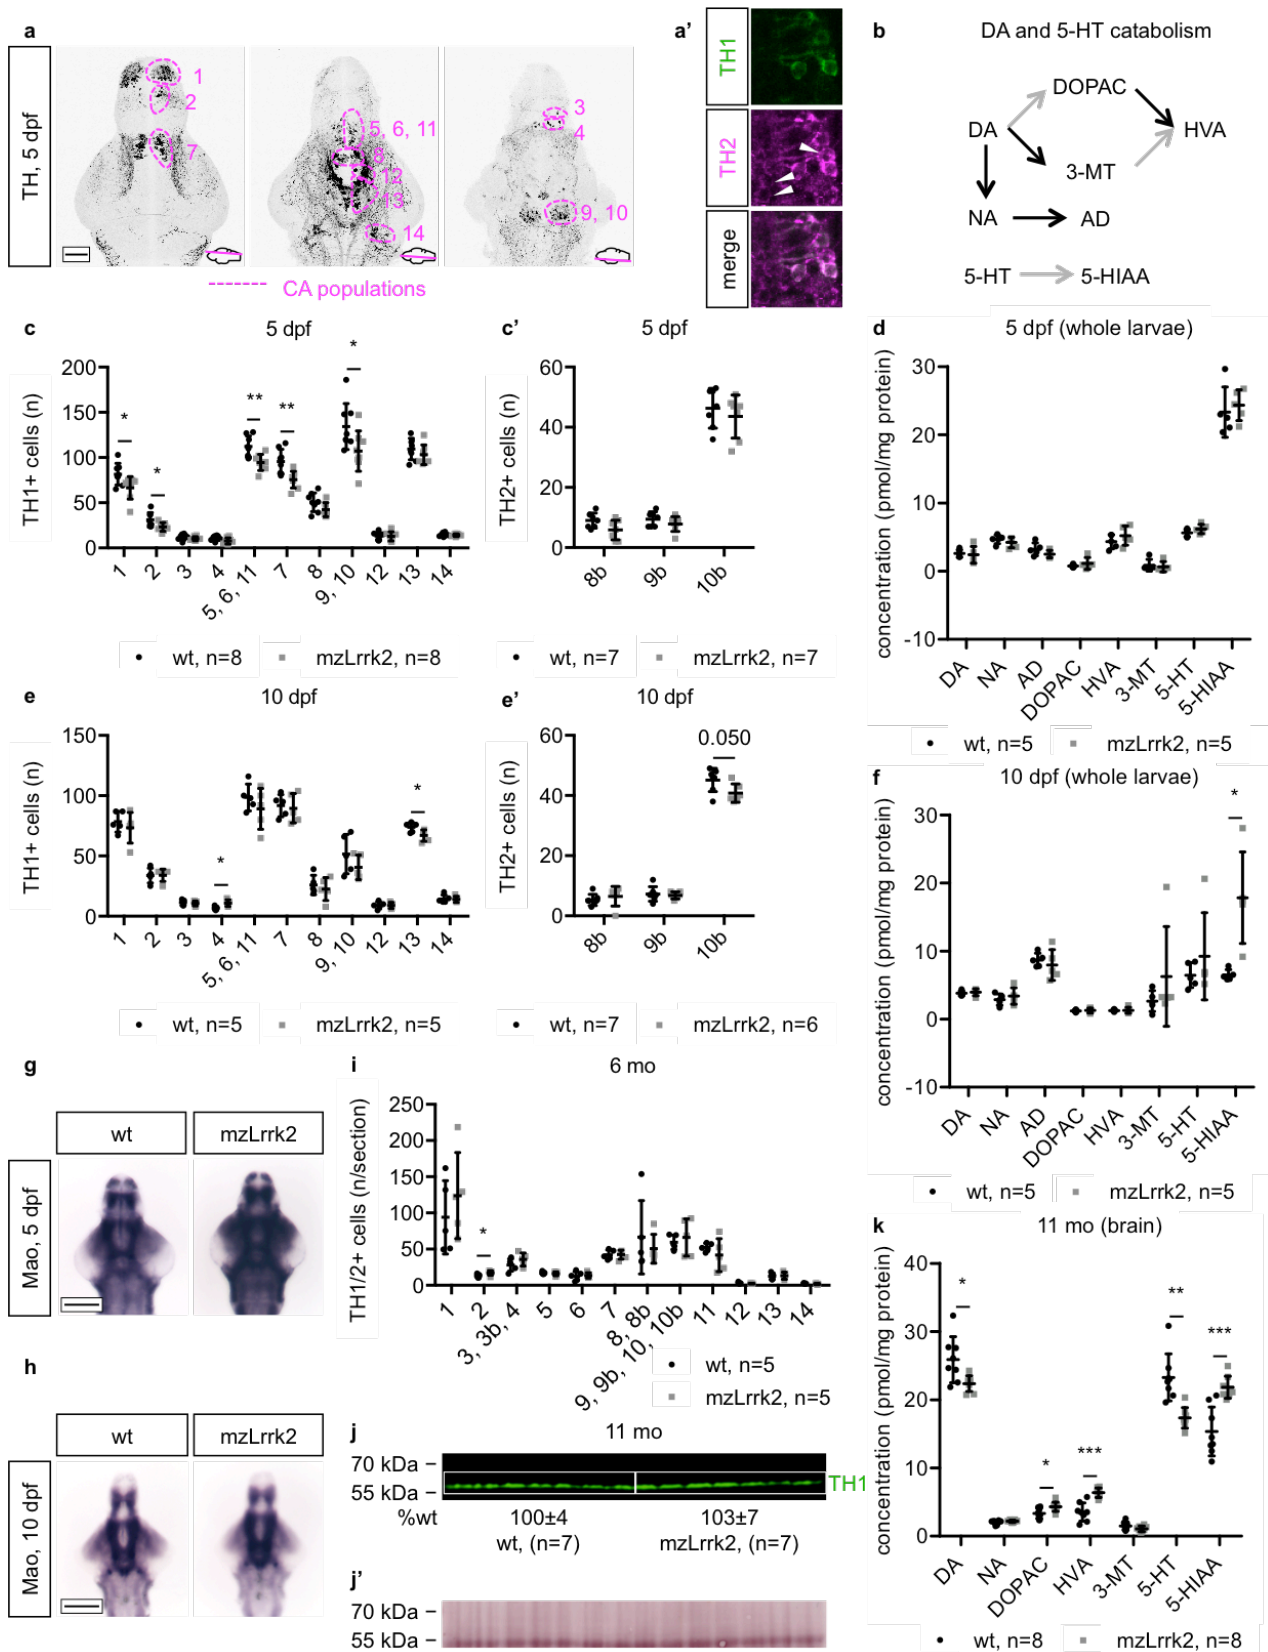 a
TH, 5 dpf
1
2
7
5, 6, 11
8
12
13
14
3
4
9, 10
CA populations
a’
TH1
TH2
merge
b
DA and 5-HT catabolism
DOPAC
DA
HVA
3-MT
NA
AD
5-HT
5-HIAA
c
5 dpf
TH1+ cells (n)
200
150
100
50
0
*
*
**
**
*
1
2
3
4
5, 6, 11
7
8
9, 10
12
13
14
wt, n=8
mzLrrk2, n=8
c’
5 dpf
TH2+ cells (n)
60
40
20
0
8b
9b
10b
wt, n=7
mzLrrk2, n=7
d
5 dpf (whole larvae)
concentration (pmol/mg protein)
30
20
10
0
-10
DA
NA
AD
DOPAC
HVA
3-MT
5-HT
5-HIAA
wt, n=5
mzLrrk2, n=5
e
10 dpf
TH1+ cells (n)
150
100
50
0
*
*
1
2
3
4
5, 6, 11
7
8
9, 10
12
13
14
wt, n=5
mzLrrk2, n=5
e’
10 dpf
TH2+ cells (n)
60
40
20
0
0.050
8b
9b
10b
wt, n=7
mzLrrk2, n=6
f
10 dpf (whole larvae)
concentration (pmol/mg protein)
30
20
10
0
-10
*
DA
NA
AD
DOPAC
HVA
3-MT
5-HT
5-HIAA
wt, n=5
mzLrrk2, n=5
g
wt
mzLrrk2
Mao, 5 dpf
h
wt
mzLrrk2
Mao, 10 dpf
i
6 mo
TH1/2+ cells (n/section)
250
200
150
100
50
0
*
1
2
3, 3b, 4
5
6
7
8, 8b
9, 9b, 10, 10b
11
12
13
14
wt, n=5
mzLrrk2, n=5
j
11 mo
70 kDa
55 kDa
TH1
%wt
100±4
103±7
wt, (n=7)
mzLrrk2, (n=7)
j’
70 kDa
55 kDa
k
11 mo (brain)
concentration (pmol/mg protein)
40
30
20
10
0
*
*
***
**
***
DA
NA
DOPAC
HVA
3-MT
5-HT
5-HIAA
wt, n=8
mzLrrk2, n=8